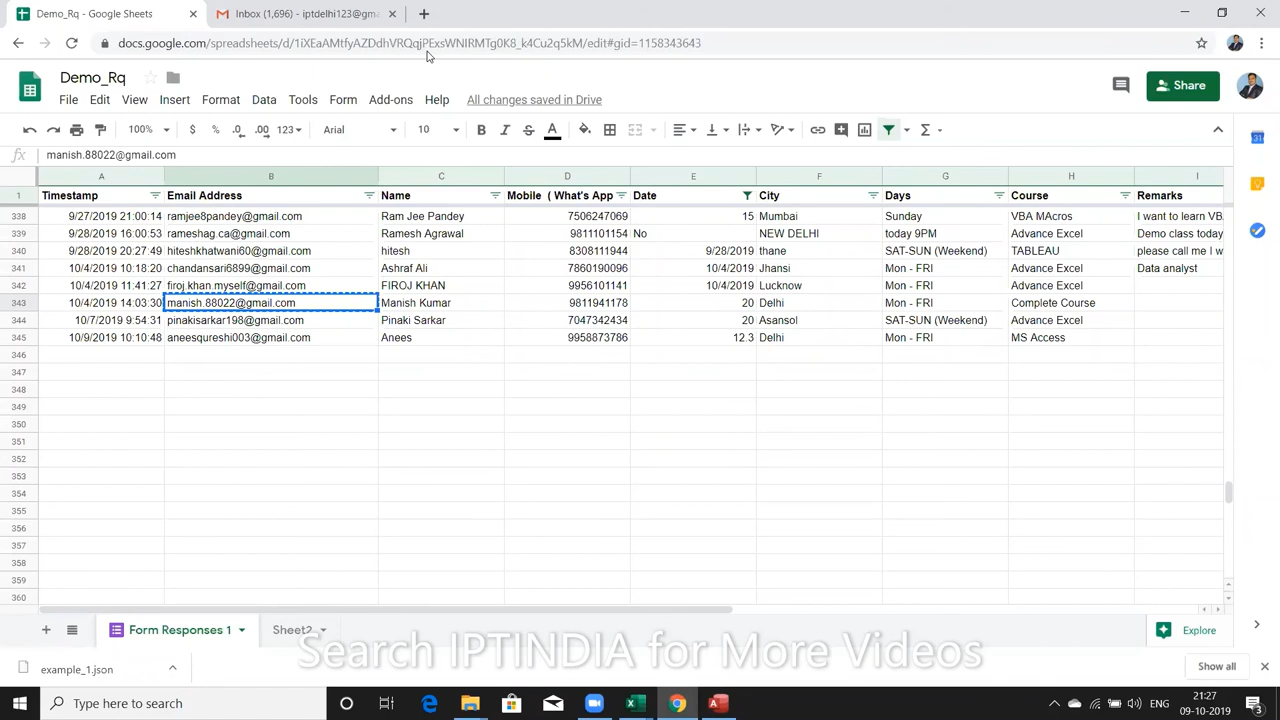 Demo_Rq - Google Sheets
Inbox (1,696) - iptdelhi123@gm
docs.google.com/spreadsheets/d/1iXEaAMtfyAZDdhVRQqjPExsWNIRMTg0K8_k4Cu2q5kM/edit#gid=1158343643
Demo_Rq
Share
File Edit View Insert Format Data Tools Form Add-ons Help All changes saved in Drive
100% $ % .0 .00 123 Arial 10 B I S A Σ
fx manish.88022@gmail.com
A B C D E F G H I
1 Timestamp Email Address Name Mobile ( What's App Date City Days Course Remarks
338 9/27/2019 21:00:14 ramjee8pandey@gmail.com Ram Jee Pandey 7506247069 15 Mumbai Sunday VBA MAcros I want to learn VB
339 9/28/2019 16:00:53 rameshag.ca@gmail.com Ramesh Agrawal 9811101154 No NEW DELHI today 9PM Advance Excel Demo class today
340 9/28/2019 20:27:49 hiteshkhatwani60@gmail.com hitesh 8308111944 9/28/2019 thane SAT-SUN (Weekend) TABLEAU please call me I w
341 10/4/2019 10:18:20 chandansari6899@gmail.com Ashraf Ali 7860190096 10/4/2019 Jhansi Mon - FRI Advance Excel Data analyst
342 10/4/2019 11:41:27 firoj.khan.myself@gmail.com FIROJ KHAN 9956101141 10/4/2019 Lucknow Mon - FRI Advance Excel
343 10/4/2019 14:03:30 manish.88022@gmail.com Manish Kumar 9811941178 20 Delhi Mon - FRI Complete Course
344 10/7/2019 9:54:31 pinakisarkar198@gmail.com Pinaki Sarkar 7047342434 20 Asansol SAT-SUN (Weekend) Advance Excel
345 10/9/2019 10:10:48 aneesqureshi003@gmail.com Anees 9958873786 12.3 Delhi Mon - FRI MS Access
346
347
348
349
350
351
352
353
354
355
356
357
358
359
360
Form Responses 1 Sheet2 Explore
Search IPTINDIA for More Videos
example_1.json Show all
Type here to search
ENG
21:27
09-10-2019
3